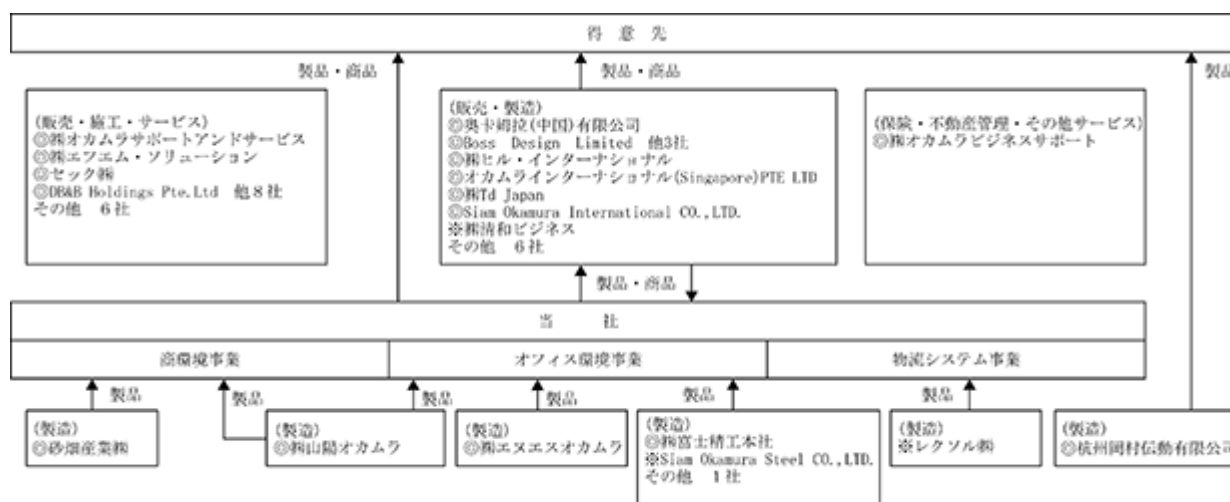 得 意 先
製品・商品
製品・商品
製品
(販売・施工・サービス)
◎㈱オカムラサポートアンドサービス
◎㈱エフエム・ソリューション
◎セック㈱
◎DB&B Holdings Pte.Ltd 他８社
その他 ６社
(販売・製造)
◎奥卡姆拉(中国)有限公司
◎Boss Design Limited 他3社
◎㈱ヒル・インターナショナル
◎オカムラインターナショナル(Singapore)PTE LTD
◎㈱Td Japan
◎Siam Okamura International CO.,LTD.
※㈱清和ビジネス
その他 ６社
(保険・不動産管理・その他サービス)
◎㈱オカムラビジネスサポート
製品・商品
当 社
商環境事業
オフィス環境事業
物流システム事業
製品
製品
製品
製品
製品
製品
(製造)
◎砂畑産業㈱
(製造)
◎㈱山陽オカムラ
(製造)
◎㈱エヌエスオカムラ
(製造)
◎㈱富士精工本社
※Siam Okamura Steel CO.,LTD.
その他 １社
(製造)
※レクソル㈱
(製造)
◎杭州岡村伝動有限公司